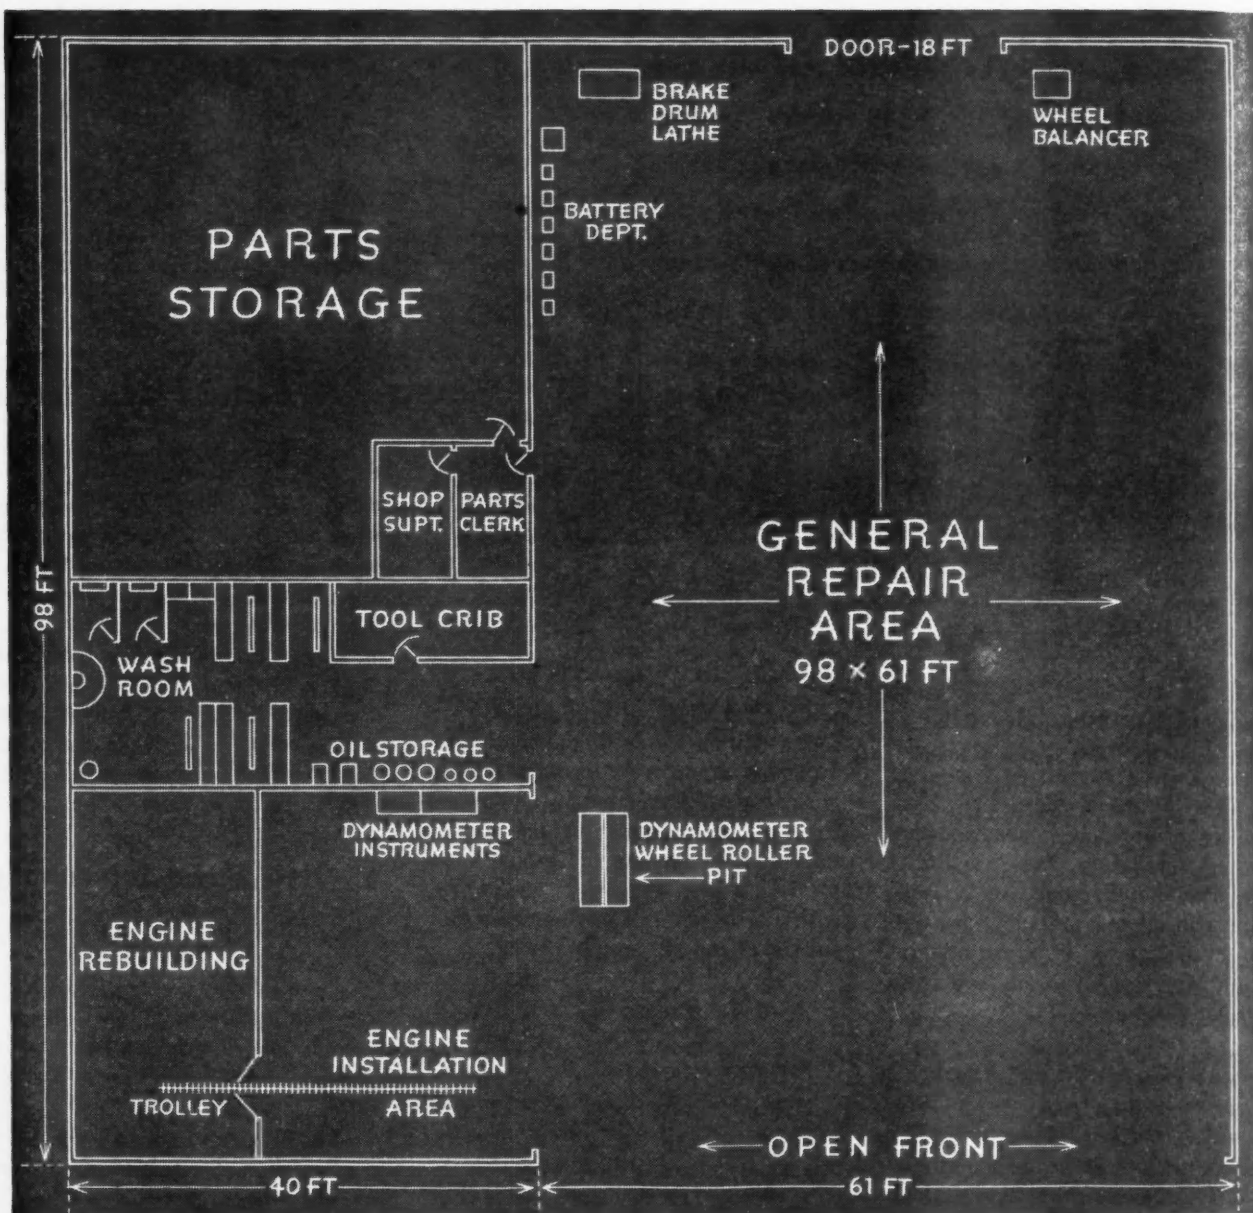 DOOR-18 FT
BRAKE
DRUM
LATHE
WHEEL
BALANCER
BATTERY
DEPT.
PARTS
STORAGE
SHOP
SUPT.
PARTS
CLERK
GENERAL
REPAIR
AREA
98 × 61 FT
98 FT
TOOL CRIB
WASH
ROOM
OIL STORAGE
DYNAMOMETER
INSTRUMENTS
DYNAMOMETER
WHEEL ROLLER
PIT
ENGINE
REBUILDING
ENGINE
INSTALLATION
AREA
TROLLEY
OPEN FRONT
40 FT
61 FT